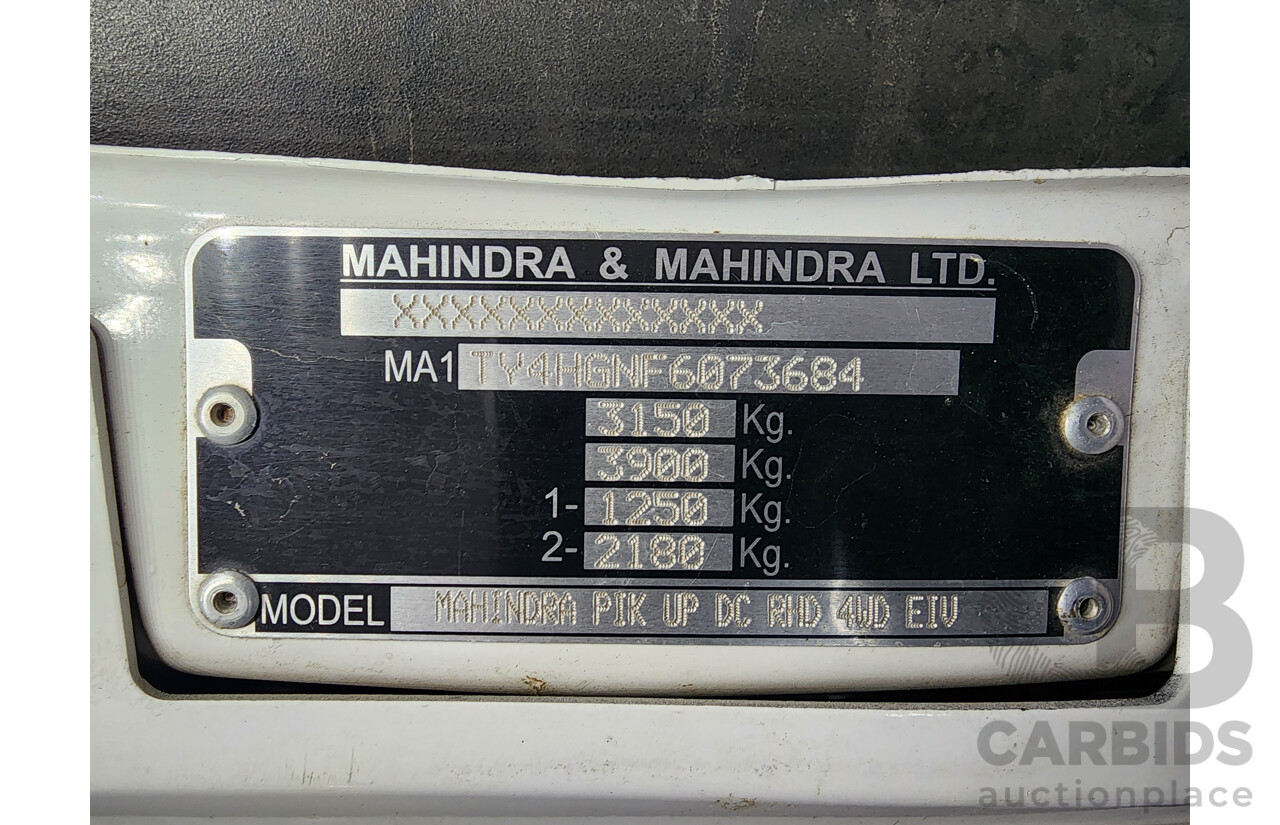 MAHINDRA & MAHINDRA LTD.
XXXXXXXXXXXXX
MA1 TY4HGNF6073684
3150 Kg.
3900 Kg.
1- 1250 Kg.
2- 2180 Kg.
MODEL MAHINDRA PIK UP DC RHD 4WD EIV
B
CARBIDS
auctionplace